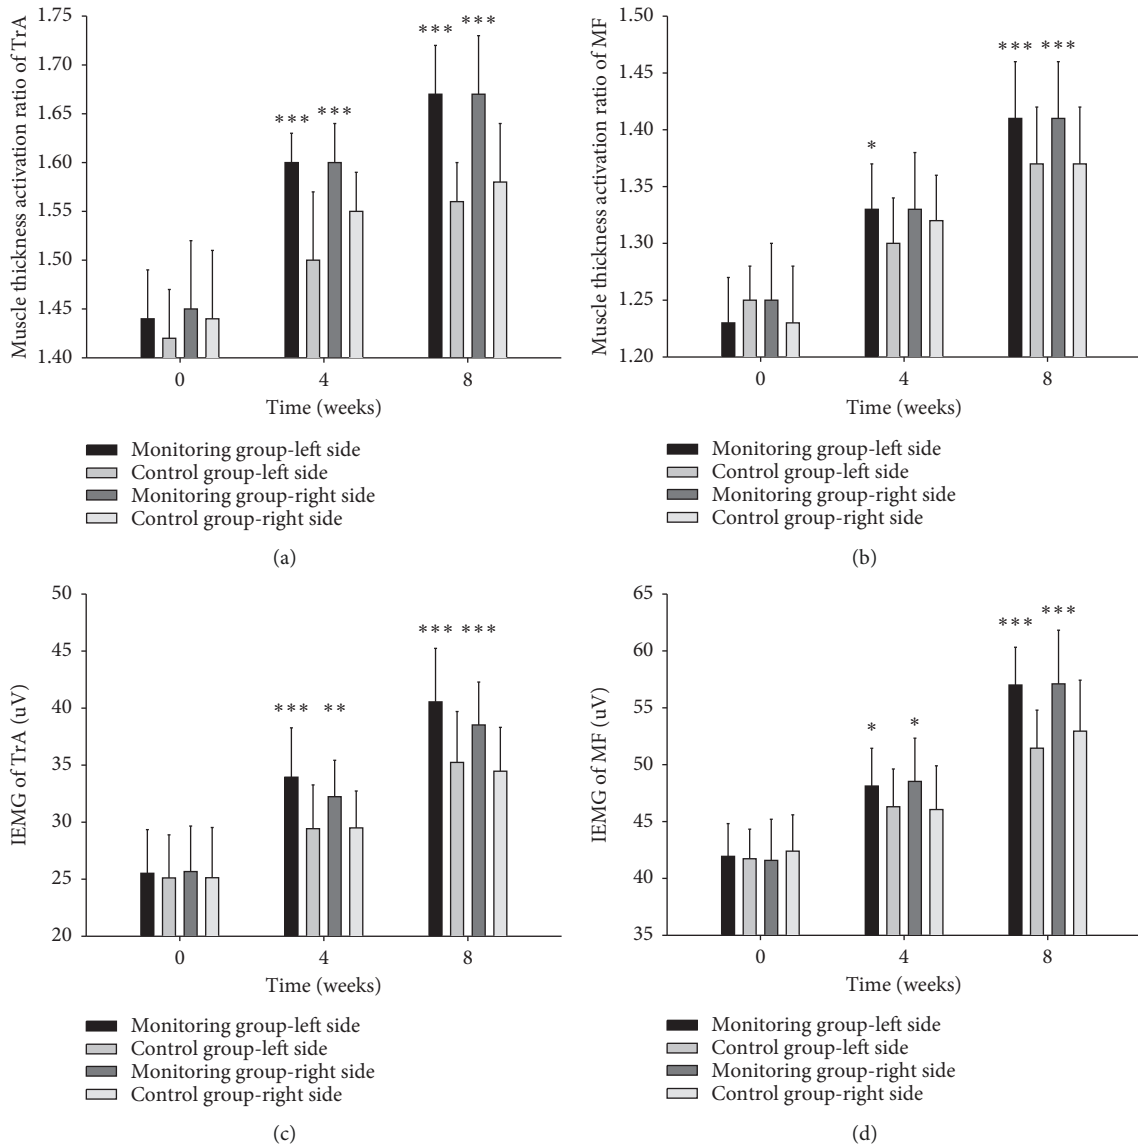 Muscle thickness activation ratio of TrA
1.75
1.70
1.65
1.60
1.55
1.50
1.45
1.40
*** ***
*** ***
0 4 8
Time (weeks)
Monitoring group-left side
Control group-left side
Monitoring group-right side
Control group-right side
(a)
Muscle thickness activation ratio of MF
1.50
1.45
1.40
1.35
1.30
1.25
1.20
*** ***
*
0 4 8
Time (weeks)
Monitoring group-left side
Control group-left side
Monitoring group-right side
Control group-right side
(b)
IEMG of TrA (uV)
50
45
40
35
30
25
20
*** ***
*** **
0 4 8
Time (weeks)
Monitoring group-left side
Control group-left side
Monitoring group-right side
Control group-right side
(c)
IEMG of MF (uV)
65
60
55
50
45
40
35
*** ***
* *
0 4 8
Time (weeks)
Monitoring group-left side
Control group-left side
Monitoring group-right side
Control group-right side
(d)